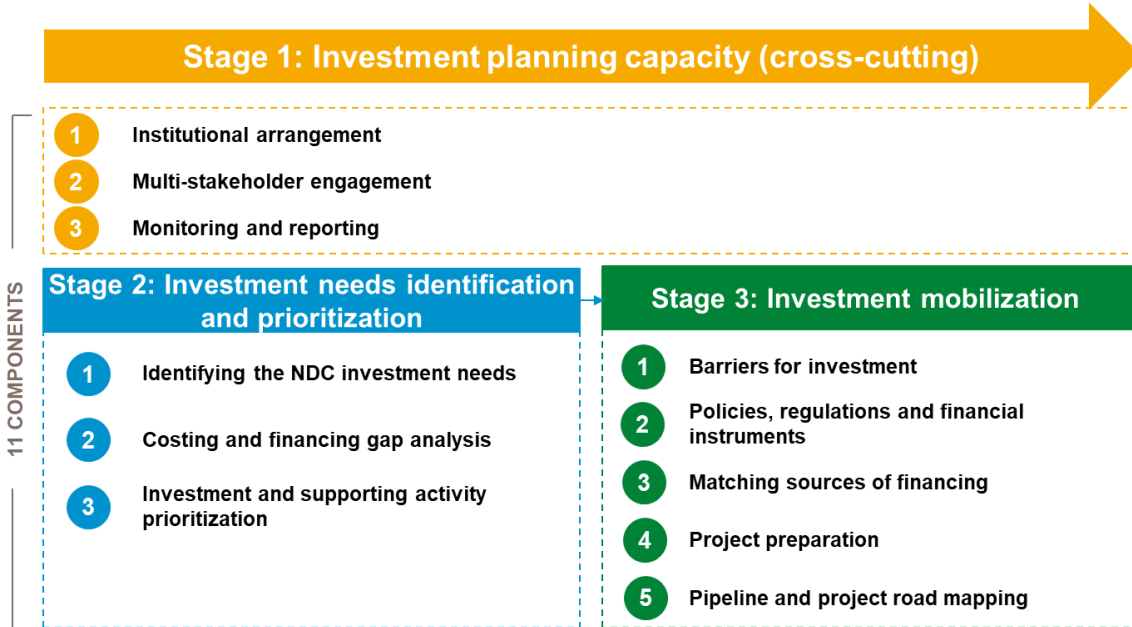 Stage 1: Investment planning capacity (cross-cutting)
11 COMPONENTS
1 Institutional arrangement
2 Multi-stakeholder engagement
3 Monitoring and reporting
Stage 2: Investment needs identification
and prioritization
1 Identifying the NDC investment needs
2 Costing and financing gap analysis
3 Investment and supporting activity
prioritization
Stage 3: Investment mobilization
1 Barriers for investment
2 Policies, regulations and financial
instruments
3 Matching sources of financing
4 Project preparation
5 Pipeline and project road mapping